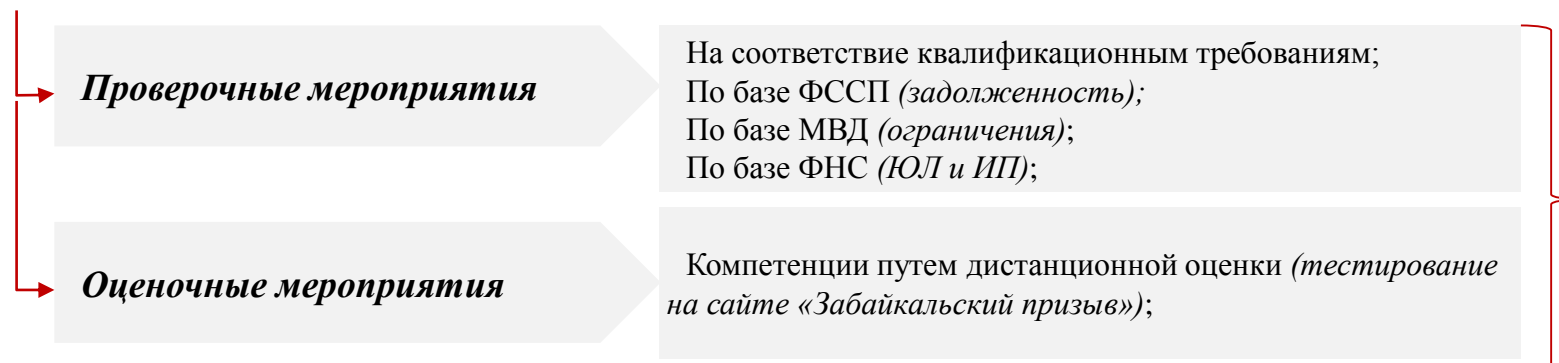 Проверочные мероприятия
На соответствие квалификационным требованиям;
По базе ФССП (задолженность);
По базе МВД (ограничения);
По базе ФНС (ЮЛ и ИП);
Оценочные мероприятия
Компетенции путем дистанционной оценки (тестирование
на сайте «Забайкальский призыв»);